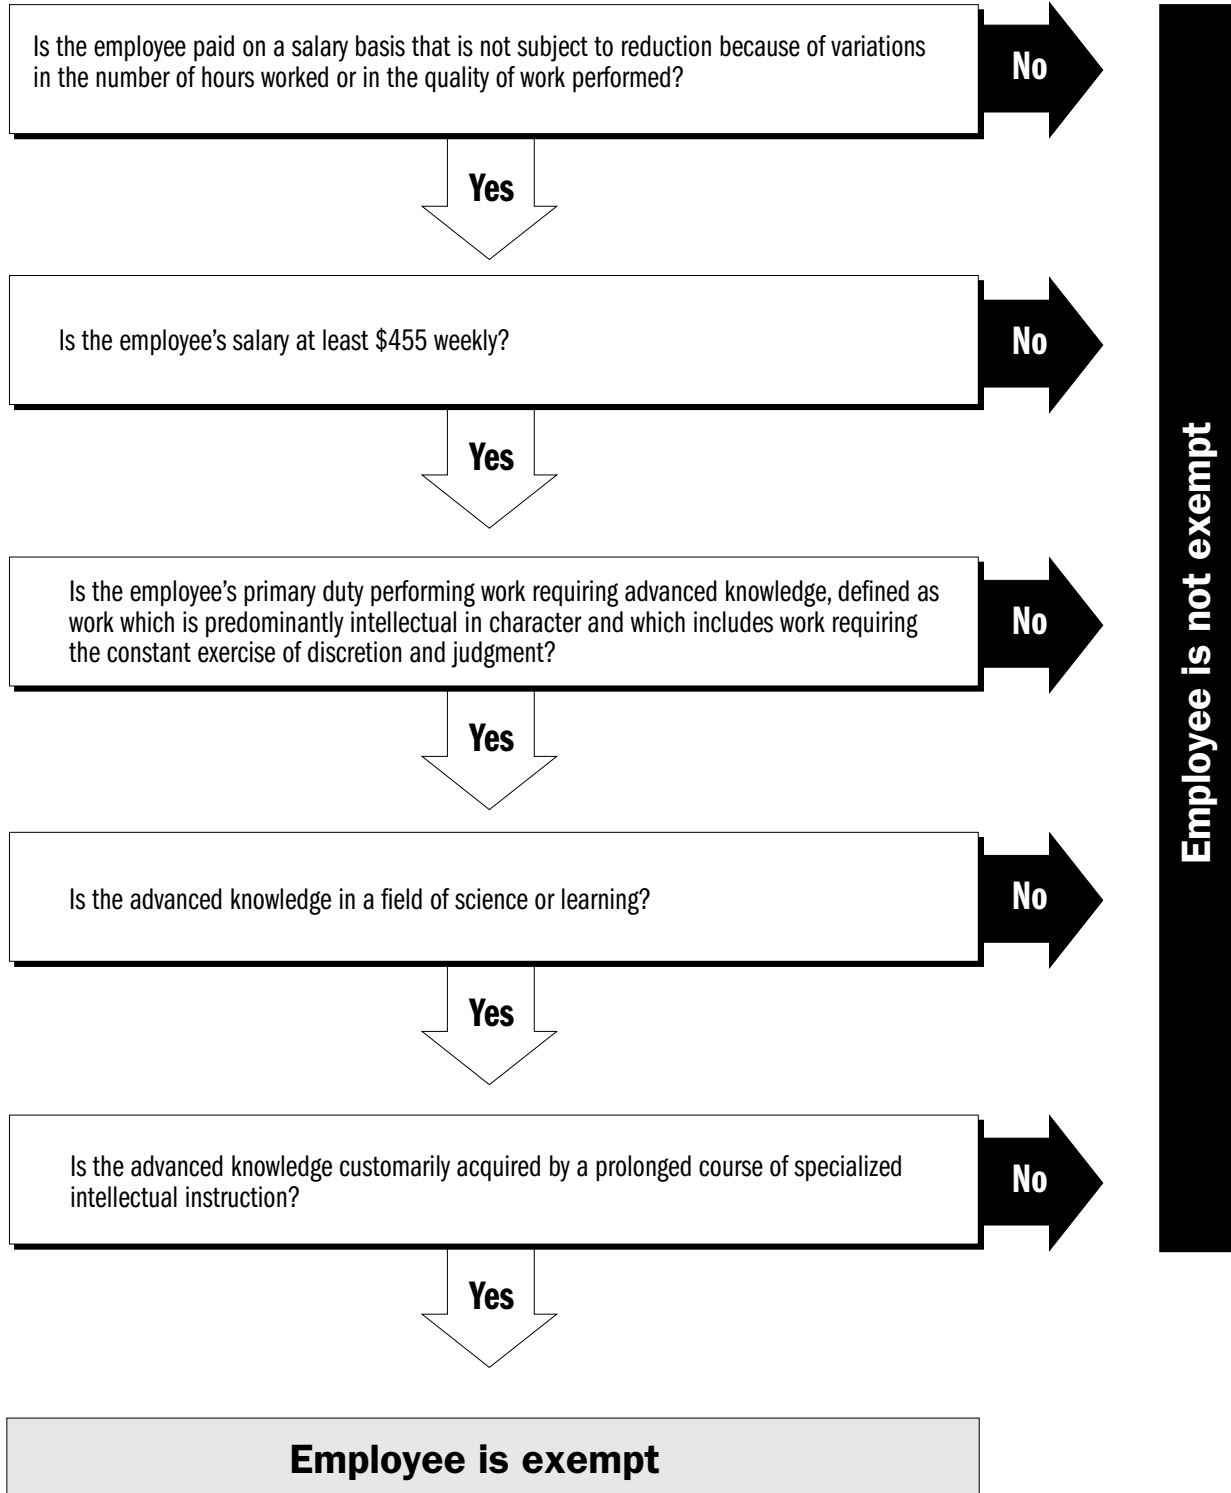 Is the employee paid on a salary basis that is not subject to reduction because of variations
in the number of hours worked or in the quality of work performed?
No
Yes
Is the employee’s salary at least $455 weekly?
No
Yes
Is the employee’s primary duty performing work requiring advanced knowledge, defined as
work which is predominantly intellectual in character and which includes work requiring
the constant exercise of discretion and judgment?
No
Yes
Is the advanced knowledge in a field of science or learning?
No
Yes
Is the advanced knowledge customarily acquired by a prolonged course of specialized
intellectual instruction?
No
Yes
Employee is exempt
Employee is not exempt